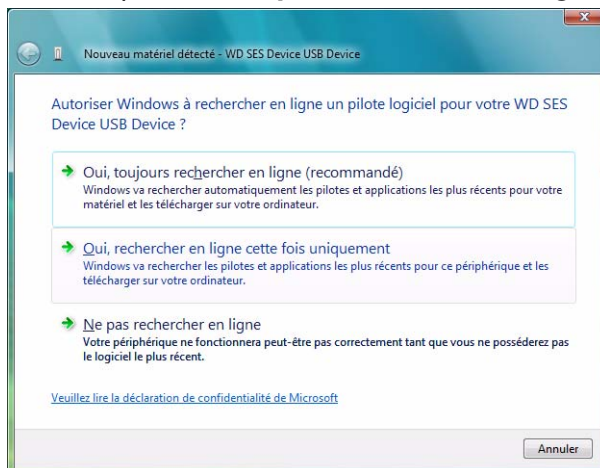 Nouveau matériel détecté - WD SES Device USB Device
Autoriser Windows à rechercher en ligne un pilote logiciel pour votre WD SES
Device USB Device ?
Oui, toujours rechercher en ligne (recommandé)
Windows va rechercher automatiquement les pilotes et applications les plus récents pour votre
matériel et les télécharger sur votre ordinateur.
Oui, rechercher en ligne cette fois uniquement
Windows va rechercher les pilotes et applications les plus récents pour ce périphérique et les
télécharger sur votre ordinateur.
Ne pas rechercher en ligne
Votre périphérique ne fonctionnera peut-être pas correctement tant que vous ne posséderez pas
le logiciel le plus récent.
Veuillez lire la déclaration de confidentialité de Microsoft
Annuler